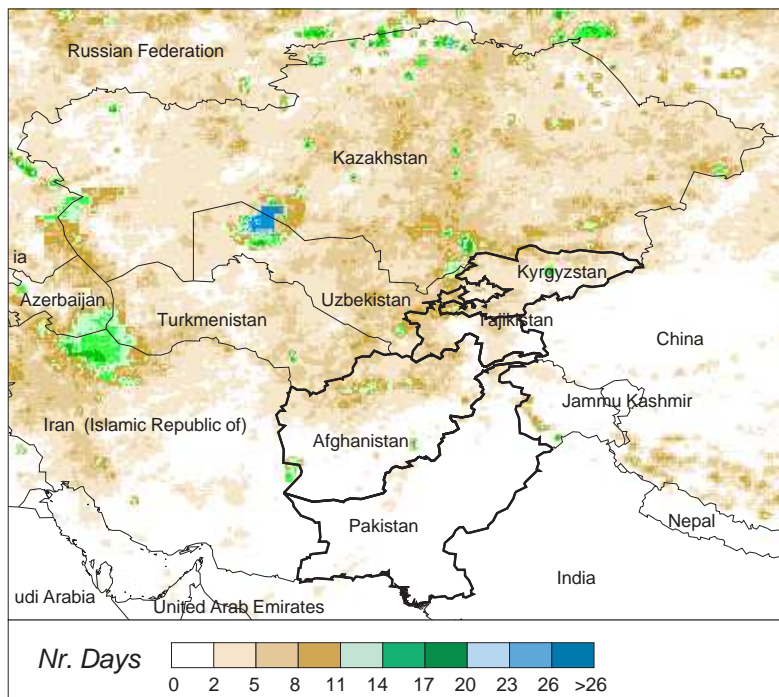 Russian Federation
Kazakhstan
ia
Kyrgyzstan
Azerbaijan
Uzbekistan
Turkmenistan
Tajikistan
China
Jammu Kashmir
Iran (Islamic Republic of)
Afghanistan
Pakistan
Nepal
India
udi Arabia
United Arab Emirates
Nr. Days
0 2 5 8 11 14 17 20 23 26 >26